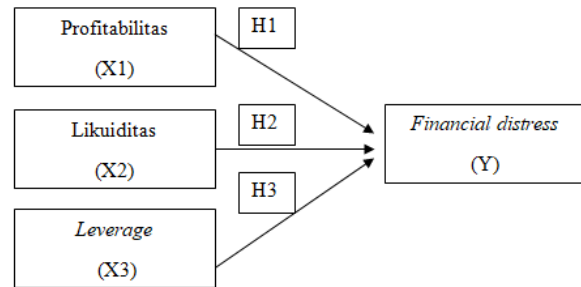 Profitabilitas
(X1)
H1
Likuiditas
(X2)
H2
Leverage
(X3)
H3
Financial distress
(Y)